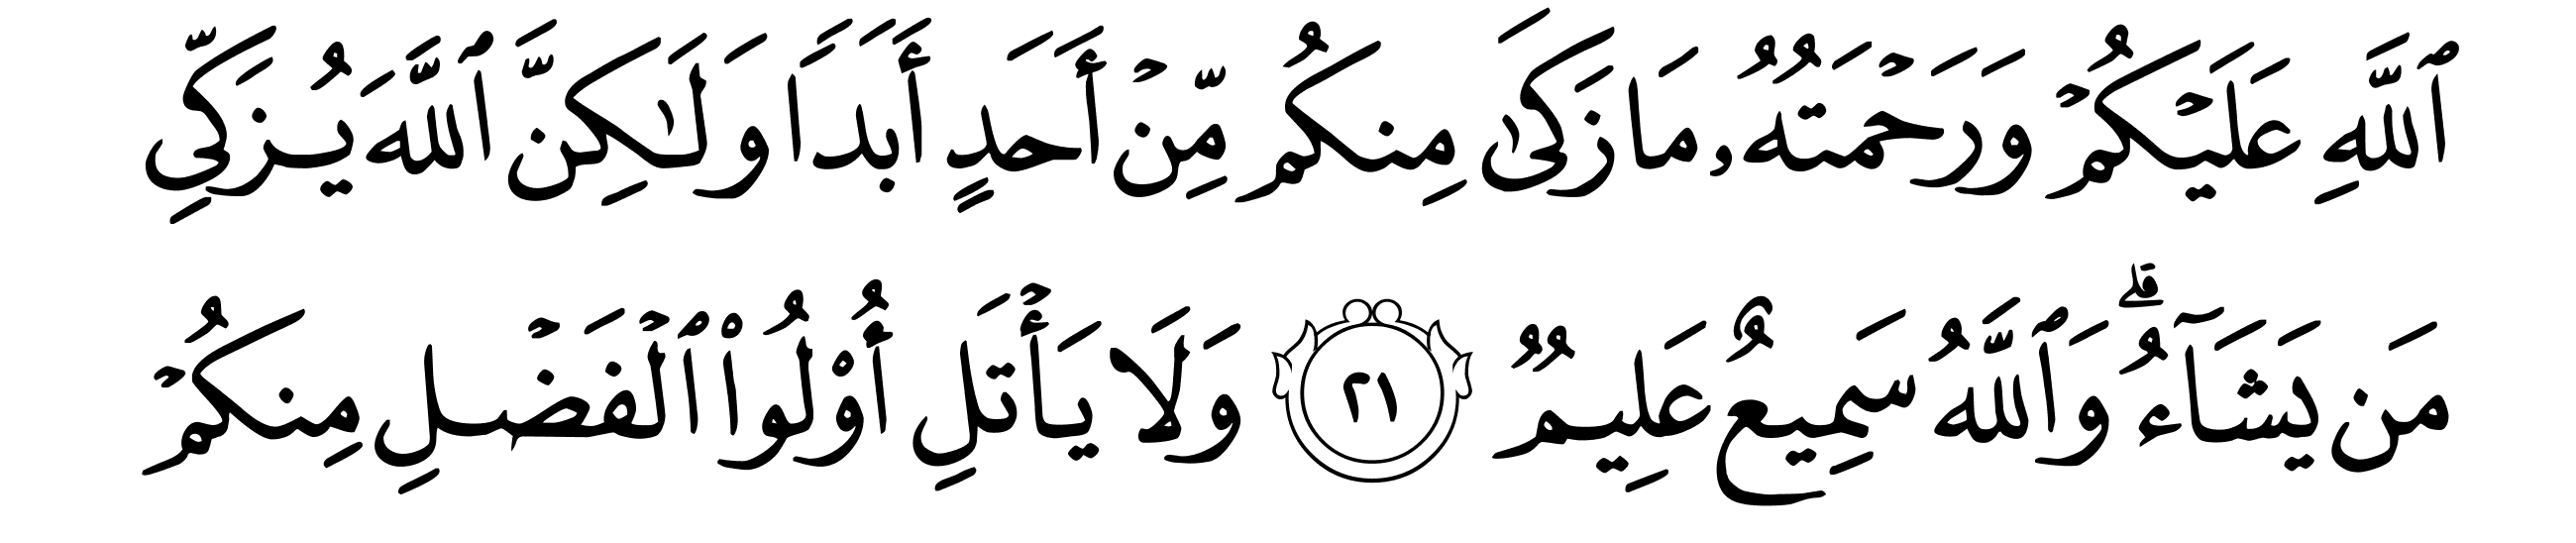 ٱللَّهِ عَلَيْكُمْ وَرَحْمَتُهُۥ مَا زَكَىٰ مِنكُم مِّنْ أَحَدٍ أَبَدًا وَلَـٰكِنَّ ٱللَّهَ يُزَكِّي
مَن يَشَآءُ ۗ وَٱللَّهُ سَمِيعٌ عَلِيمٌ ٢١ وَلَا يَأْتَلِ أُو۟لُوا۟ ٱلْفَضْلِ مِنكُمْ